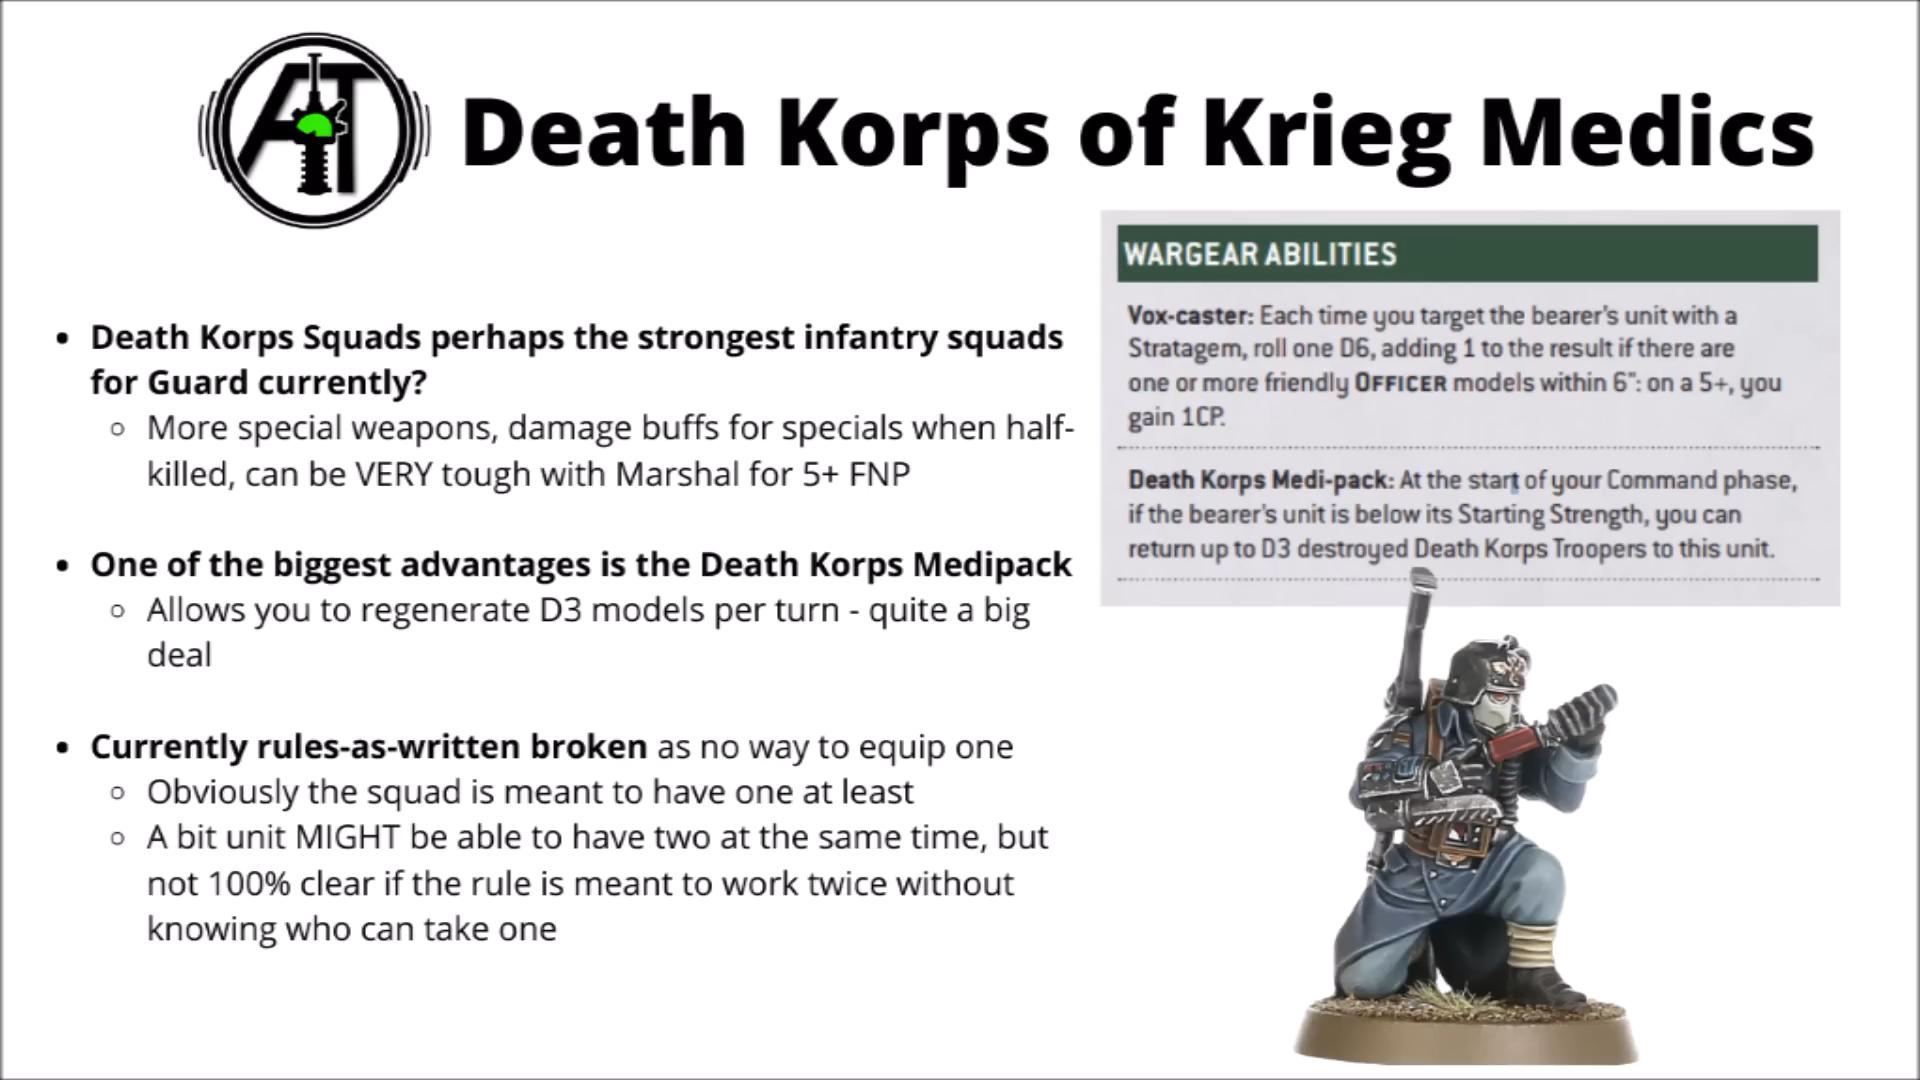 AT
Death Korps of Krieg Medics
• Death Korps Squads perhaps the strongest infantry squads
for Guard currently?
○ More special weapons, damage buffs for specials when half-
killed, can be VERY tough with Marshal for 5+ FNP
• One of the biggest advantages is the Death Korps Medipack
○ Allows you to regenerate D3 models per turn - quite a big
deal
• Currently rules-as-written broken as no way to equip one
○ Obviously the squad is meant to have one at least
○ A bit unit MIGHT be able to have two at the same time, but
not 100% clear if the rule is meant to work twice without
knowing who can take one
WARGEAR ABILITIES
Vox-caster: Each time you target the bearer's unit with a
Stratagem, roll one D6, adding 1 to the result if there are
one or more friendly OFFICER models within 6": on a 5+, you
gain 1CP.
Death Korps Medi-pack: At the start of your Command phase,
if the bearer's unit is below its Starting Strength, you can
return up to D3 destroyed Death Korps Troopers to this unit.